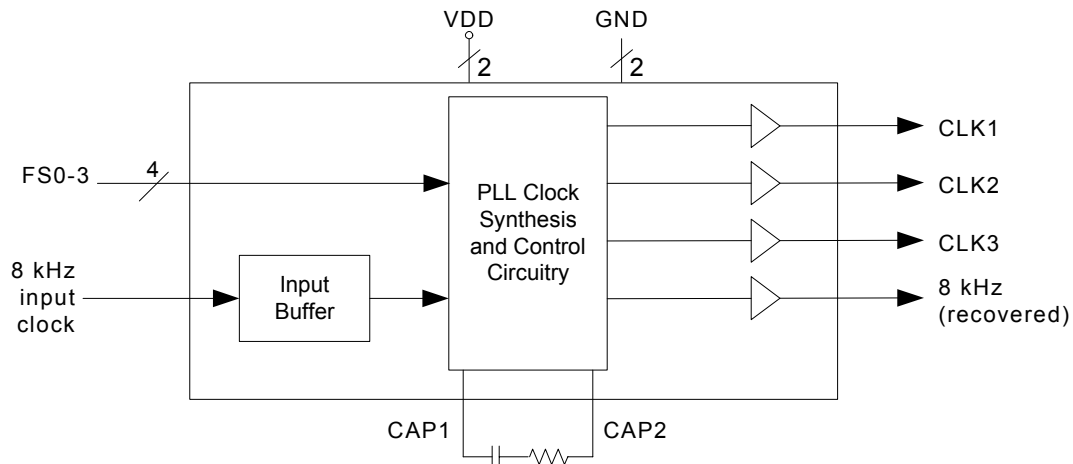 VDD
GND
2
2
FS0-3
4
8 kHz
input
clock
Input
Buffer
PLL Clock
Synthesis
and Control
Circuitry
CLK1
CLK2
CLK3
8 kHz
(recovered)
CAP1
CAP2